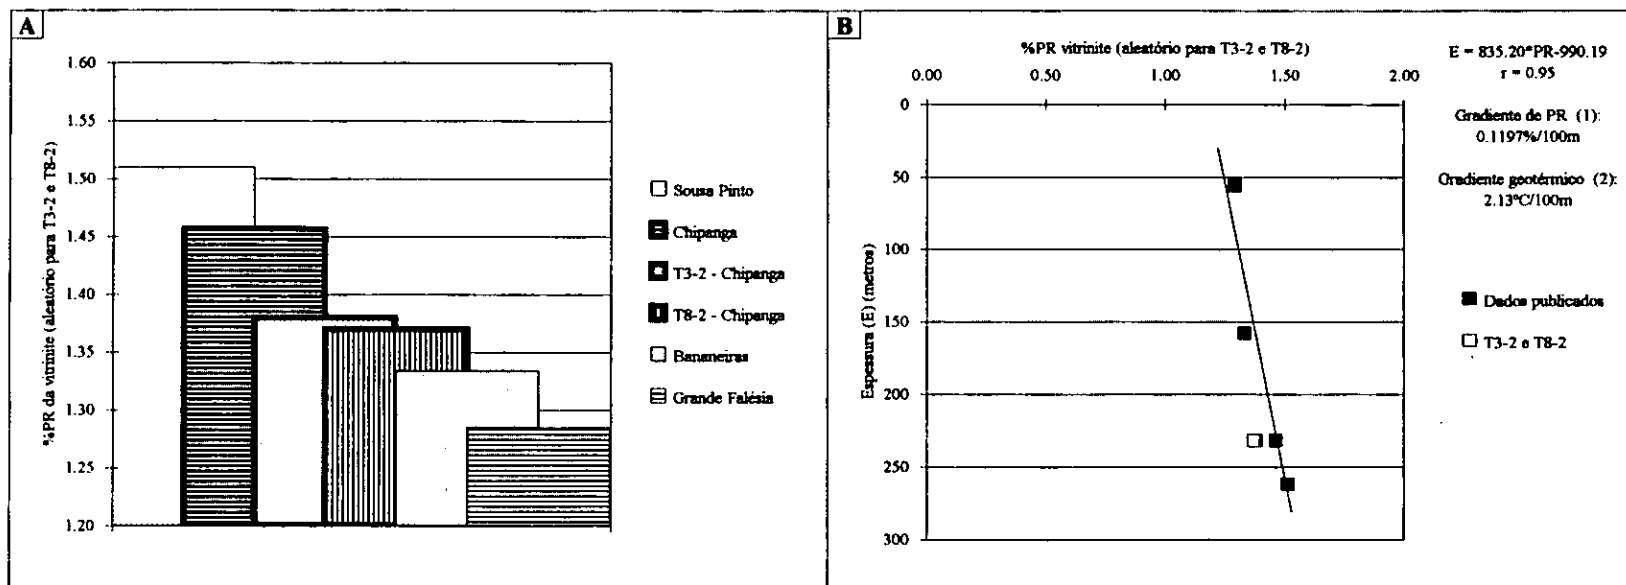 A
%PR da vitrinite (aleatório para T3-2 e T8-2)
1.60
1.55
1.50
1.45
1.40
1.35
1.30
1.25
1.20
Sousa Pinto
Chipanga
T3-2 - Chipanga
T8-2 - Chipanga
Bananeiras
Grande Falésia
B
%PR vitrinite (aleatório para T3-2 e T8-2)
0.00 0.50 1.00 1.50 2.00
Espessura (E) (metros)
0
50
100
150
200
250
300
E = 835.20*PR-990.19
r = 0.95
Gradiente de PR (1):
0.1197%/100m
Gradiente geotérmico (2):
2.13ºC/100m
Dados publicados
T3-2 e T8-2